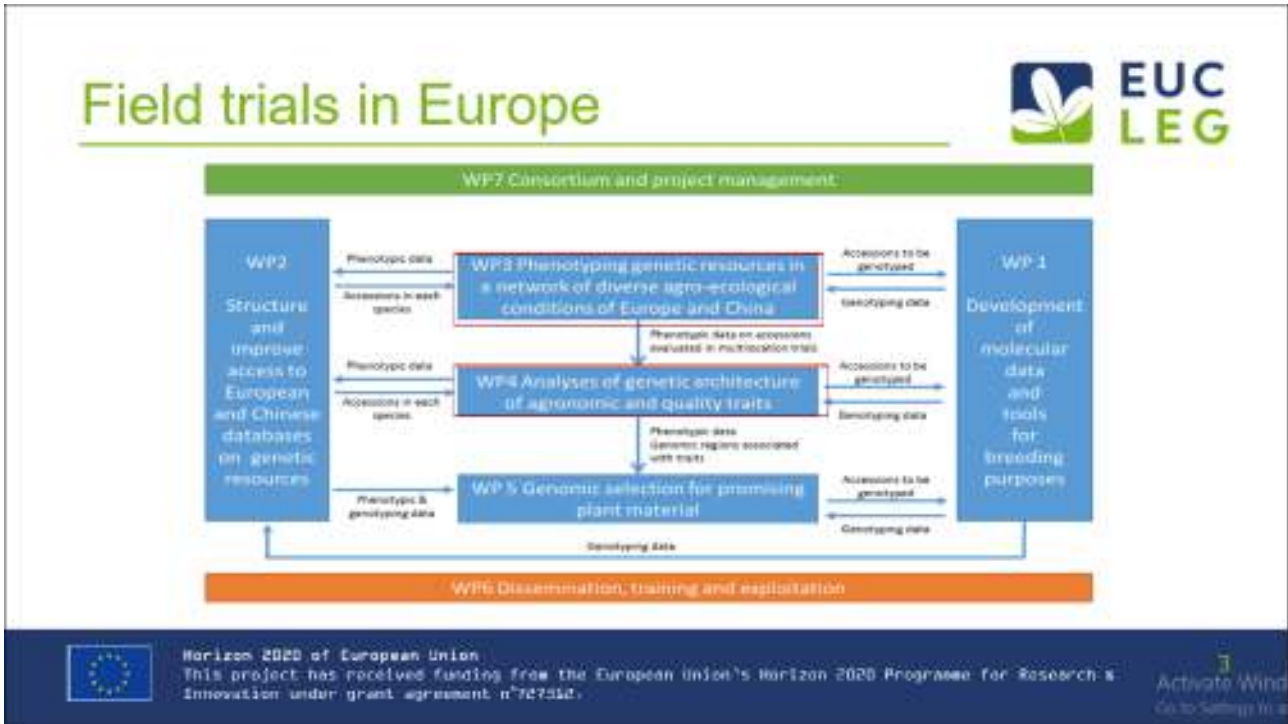 Field trials in Europe
EUC
LEG
WP7 Consortium and project management
WP2
Structure
and
improve
access to
European
and Chinese
databases
on genetic
resources
Phenotypic data
Accessions in each
species
WP3 Phenotyping genetic resources in
a network of diverse agro-ecological
conditions of Europe and China
Accessions to be
genotyped
Genotyping data
Phenotypic data on accessions
evaluated in multilocation trials
Phenotypic data
Accessions in each
species
WP4 Analyses of genetic architecture
of agronomic and quality traits
Accessions to be
genotyped
Genotyping data
Phenotypic data
Genomic regions associated
with traits
Phenotypic &
genotyping data
WP 5 Genomic selection for promising
plant material
Accessions to be
genotyped
Genotyping data
WP 1
Development
of
molecular
data
and
tools
for
breeding
purposes
Genotyping data
WP6 Dissemination, training and exploitation
Horizon 2020 of European Union
This project has received funding from the European Union's Horizon 2020 Programme for Research &
Innovation under grant agreement n°727312.
3
Activate Wind
Go to Settings to a